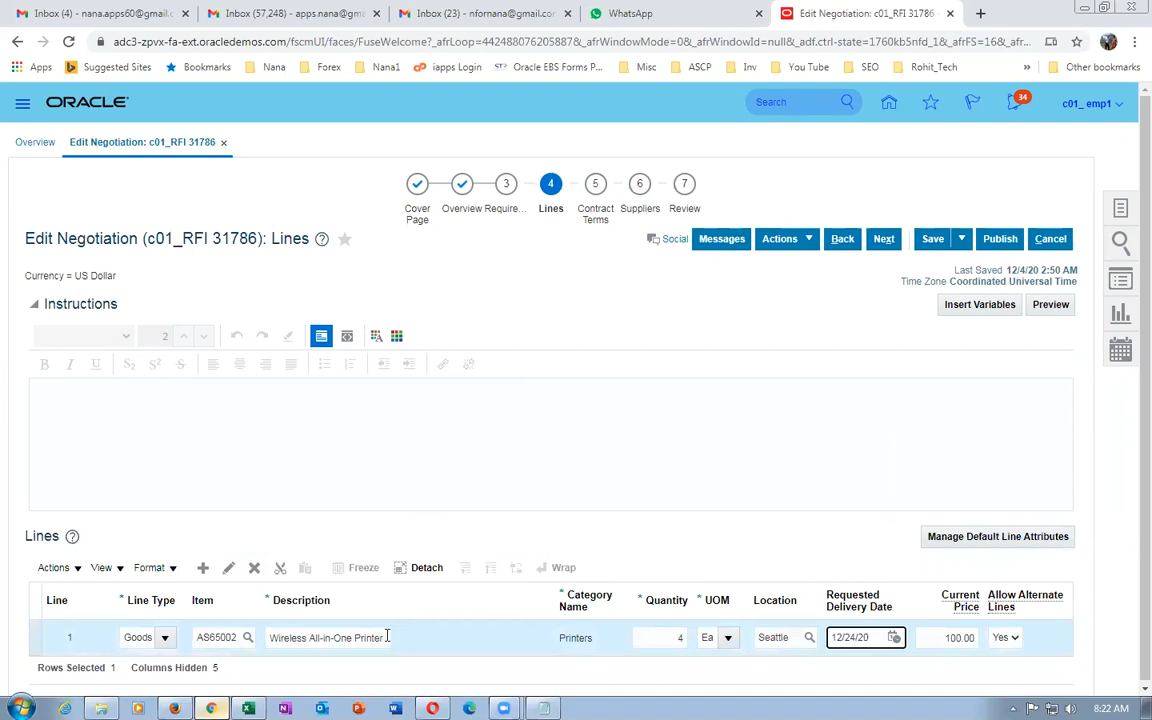 Inbox (4) - nana.apps60@gmail.c
Inbox (57,248) - apps.nana@gma
Inbox (23) - nfornana@gmail.com
WhatsApp
Edit Negotiation: c01_RFI 31786
adc3-zpvx-fa-ext.oracledemos.com/fscmUI/faces/FuseWelcome?_afrLoop=442488076205887&_afrWindowMode=0&_afrWindowId=null&_adf.ctrl-state=1760kb5nfd_1&_afrFS=16&_afrM...
Apps Suggested Sites Bookmarks Nana Forex Nana1 iapps Login Oracle EBS Forms P... Misc ASCP Inv You Tube SEO Rohit_Tech » Other bookmarks
ORACLE Search 34 c01_ emp1
Overview Edit Negotiation: c01_RFI 31786
3 4 5 6 7
Cover Page Overview Require... Lines Contract Terms Suppliers Review
Edit Negotiation (c01_RFI 31786): Lines Social Messages Actions Back Next Save Publish Cancel
Currency = US Dollar
Last Saved 12/4/20 2:50 AM
Time Zone Coordinated Universal Time
Instructions Insert Variables Preview
2
Lines Manage Default Line Attributes
Actions View Format Freeze Detach Wrap
Line * Line Type Item * Description * Category Name * Quantity * UOM Location Requested Delivery Date Current Price Allow Alternate Lines
1 Goods AS65002 Wireless All-in-One Printer Printers 4 Ea Seattle 12/24/20 100.00 Yes
Rows Selected 1 Columns Hidden 5
8:22 AM